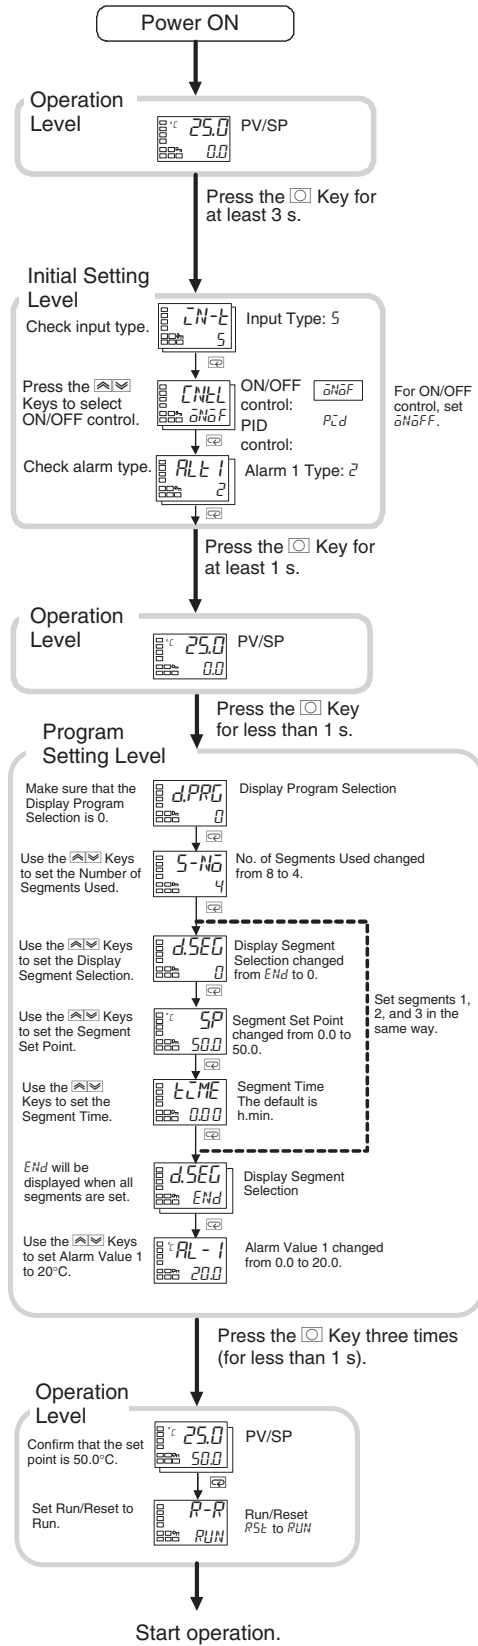 Power ON
Operation
Level
25.0
0.0
PV/SP
Press the Key for
at least 3 s.
Initial Setting
Level
Check input type.
iN-t
5
Input Type: 5
Press the
Keys to select
ON/OFF control.
CNtL
oNoF
ON/OFF
control:
oNoF
PID
control:
Pid
For ON/OFF
control, set
oNoFF.
Check alarm type.
ALt1
2
Alarm 1 Type: 2
Press the Key for
at least 1 s.
Operation
Level
°C
25.0
0.0
PV/SP
Press the Key
for less than 1 s.
Program
Setting Level
Make sure that the
Display Program
Selection is 0.
d.PRG
0
Display Program Selection
Use the Keys
to set the Number of
Segments Used.
S-No
4
No. of Segments Used changed
from 8 to 4.
Use the Keys
to set the Display
Segment Selection.
d.SEG
0
Display Segment
Selection changed
from ENd to 0.
Set segments 1,
2, and 3 in the
same way.
Use the Keys
to set the Segment
Set Point.
°C
SP
50.0
Segment Set Point
changed from 0.0 to
50.0.
Use the
Keys to set the
Segment Time.
tiME
0.00
Segment Time
The default is
h.min.
ENd will be
displayed when all
segments are set.
d.SEG
ENd
Display Segment
Selection
Use the Keys
to set Alarm Value 1
to 20°C.
°C
AL-1
20.0
Alarm Value 1 changed
from 0.0 to 20.0.
Press the Key three times
(for less than 1 s).
Operation
Level
Confirm that the set
point is 50.0°C.
°C
25.0
50.0
PV/SP
Set Run/Reset to
Run.
R-R
RUN
Run/Reset
RSt to RUN
Start operation.